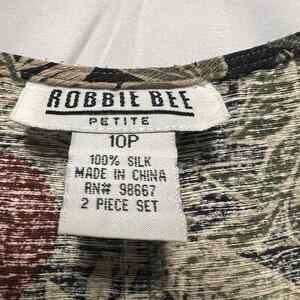 ROBBIE BEE
PETITE
10P
100% SILK
MADE IN CHINA
RN# 98667
2 PIECE SET